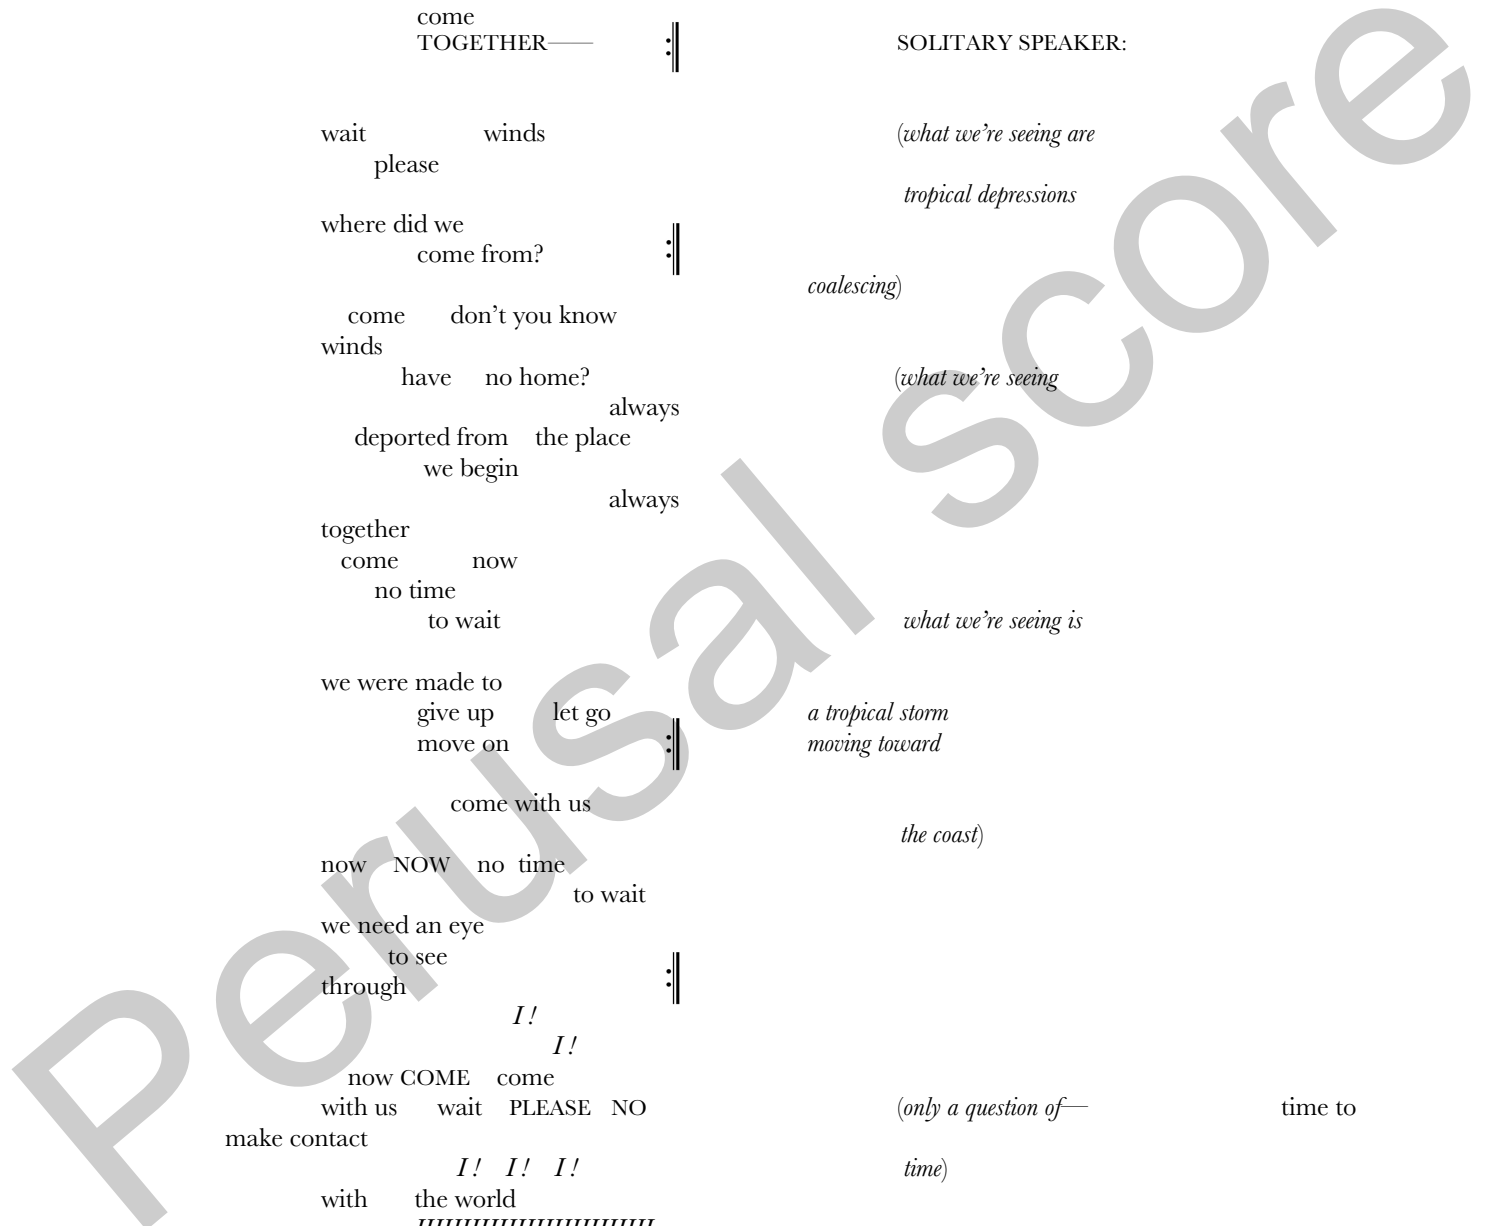 come
TOGETHER—— SOLITARY SPEAKER:
wait winds (what we’re seeing are
please
tropical depressions
where did we
come from?
coalescing)
come don’t you know
winds
have no home? (what we’re seeing
always
deported from the place
we begin
always
together
come now
no time
to wait what we’re seeing is
we were made to
give up let go a tropical storm
move on moving toward
come with us
the coast)
now NOW no time
to wait
we need an eye
to see
through
I!
I!
now COME come
with us wait PLEASE NO (only a question of— time to
make contact
I! I! I! time)
with the world
Perusal score